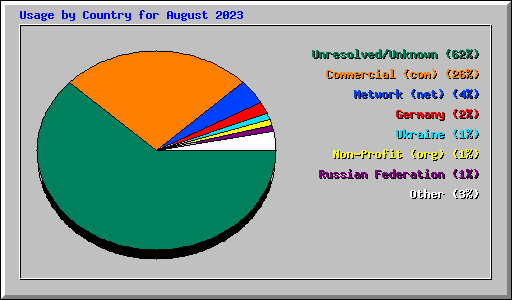 Usage by Country for August 2023
Unresolved/Unknown (62%)
Commercial (com) (26%)
Network (net) (4%)
Germany (2%)
Ukraine (1%)
Non-Profit (org) (1%)
Russian Federation (1%)
Other (3%)